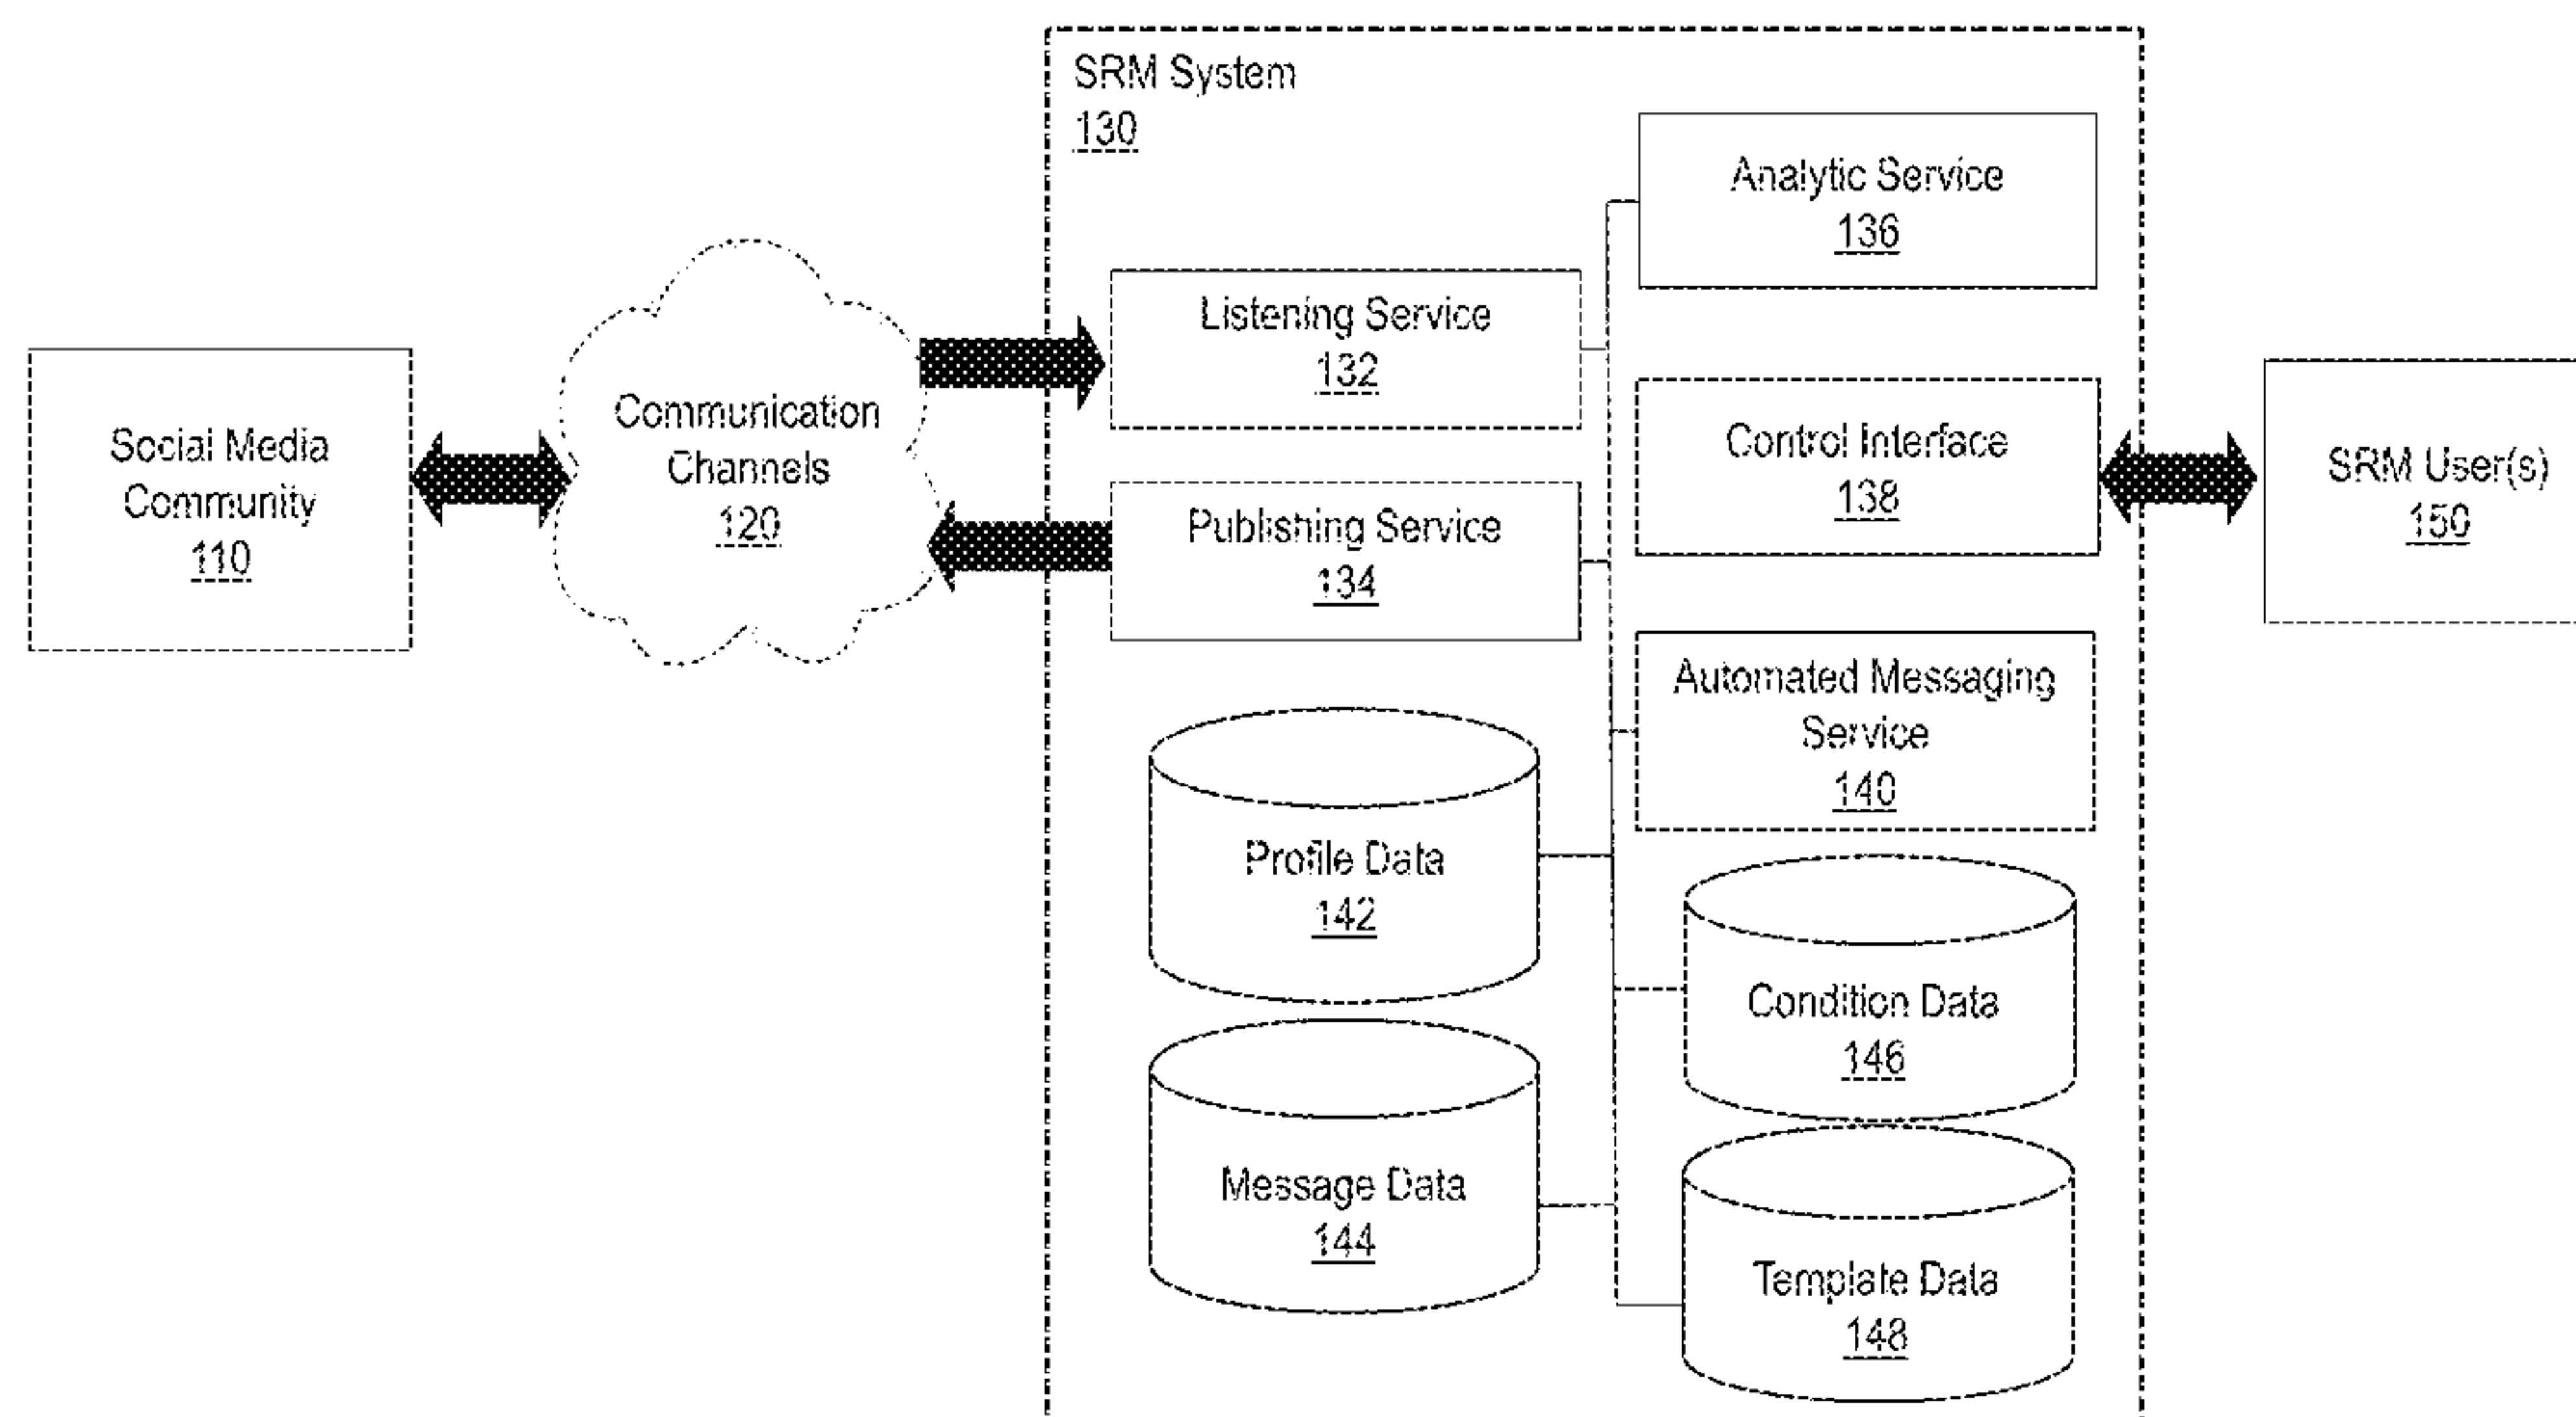 SRM System
130
Social Media
Community
110
Communication
Channels
120
Listening Service
132
Publishing Service
134
Analytic Service
136
Control Interface
138
Automated Messaging
Service
140
Profile Data
142
Message Data
144
Condition Data
146
Template Data
148
SRM User(s)
150